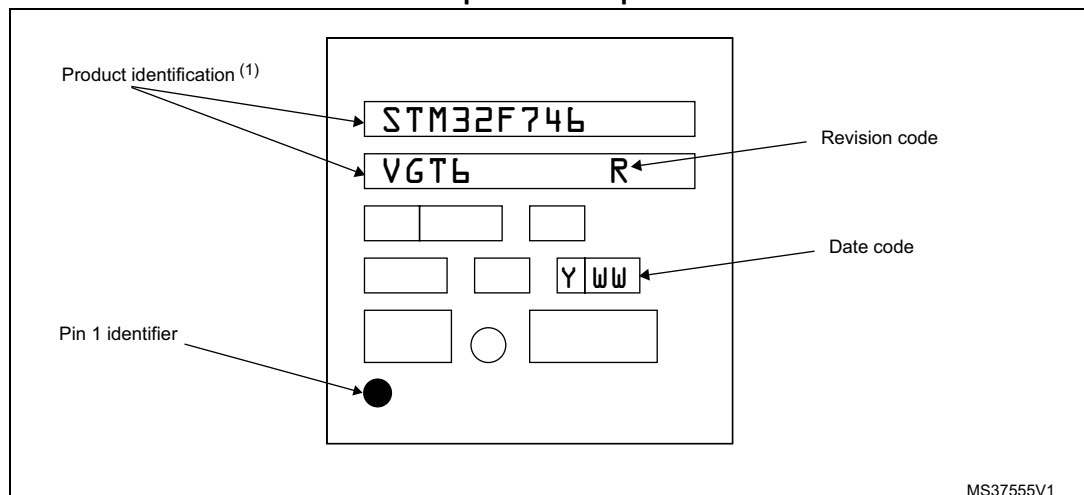 Product identification (1)
STM32F746
Revision code
VGT6 R
Date code
Y WW
Pin 1 identifier
MS37555V1